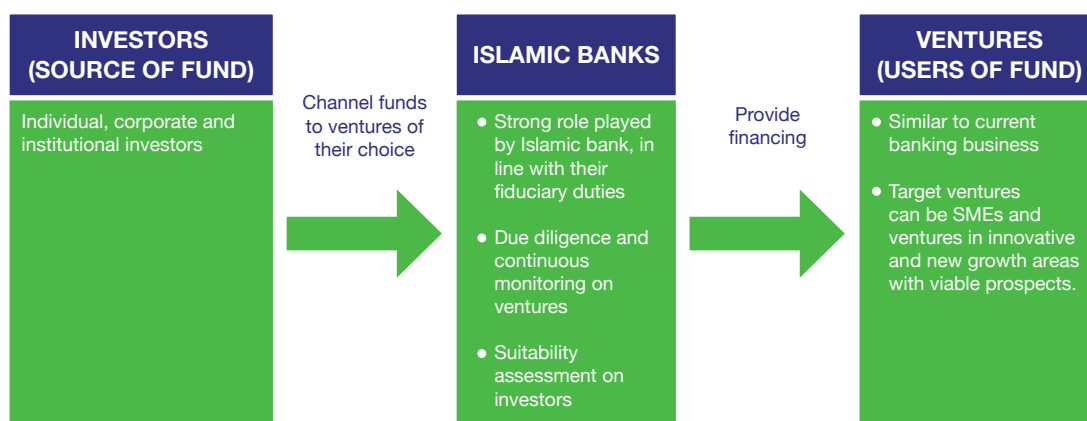 INVESTORS
(SOURCE OF FUND)
Individual, corporate and
institutional investors
Channel funds
to ventures of
their choice
ISLAMIC BANKS
● Strong role played
by Islamic bank, in
line with their
fiduciary duties
● Due diligence and
continuous
monitoring on
ventures
● Suitability
assessment on
investors
Provide
financing
VENTURES
(USERS OF FUND)
● Similar to current
banking business
● Target ventures
can be SMEs and
ventures in innovative
and new growth areas
with viable prospects.